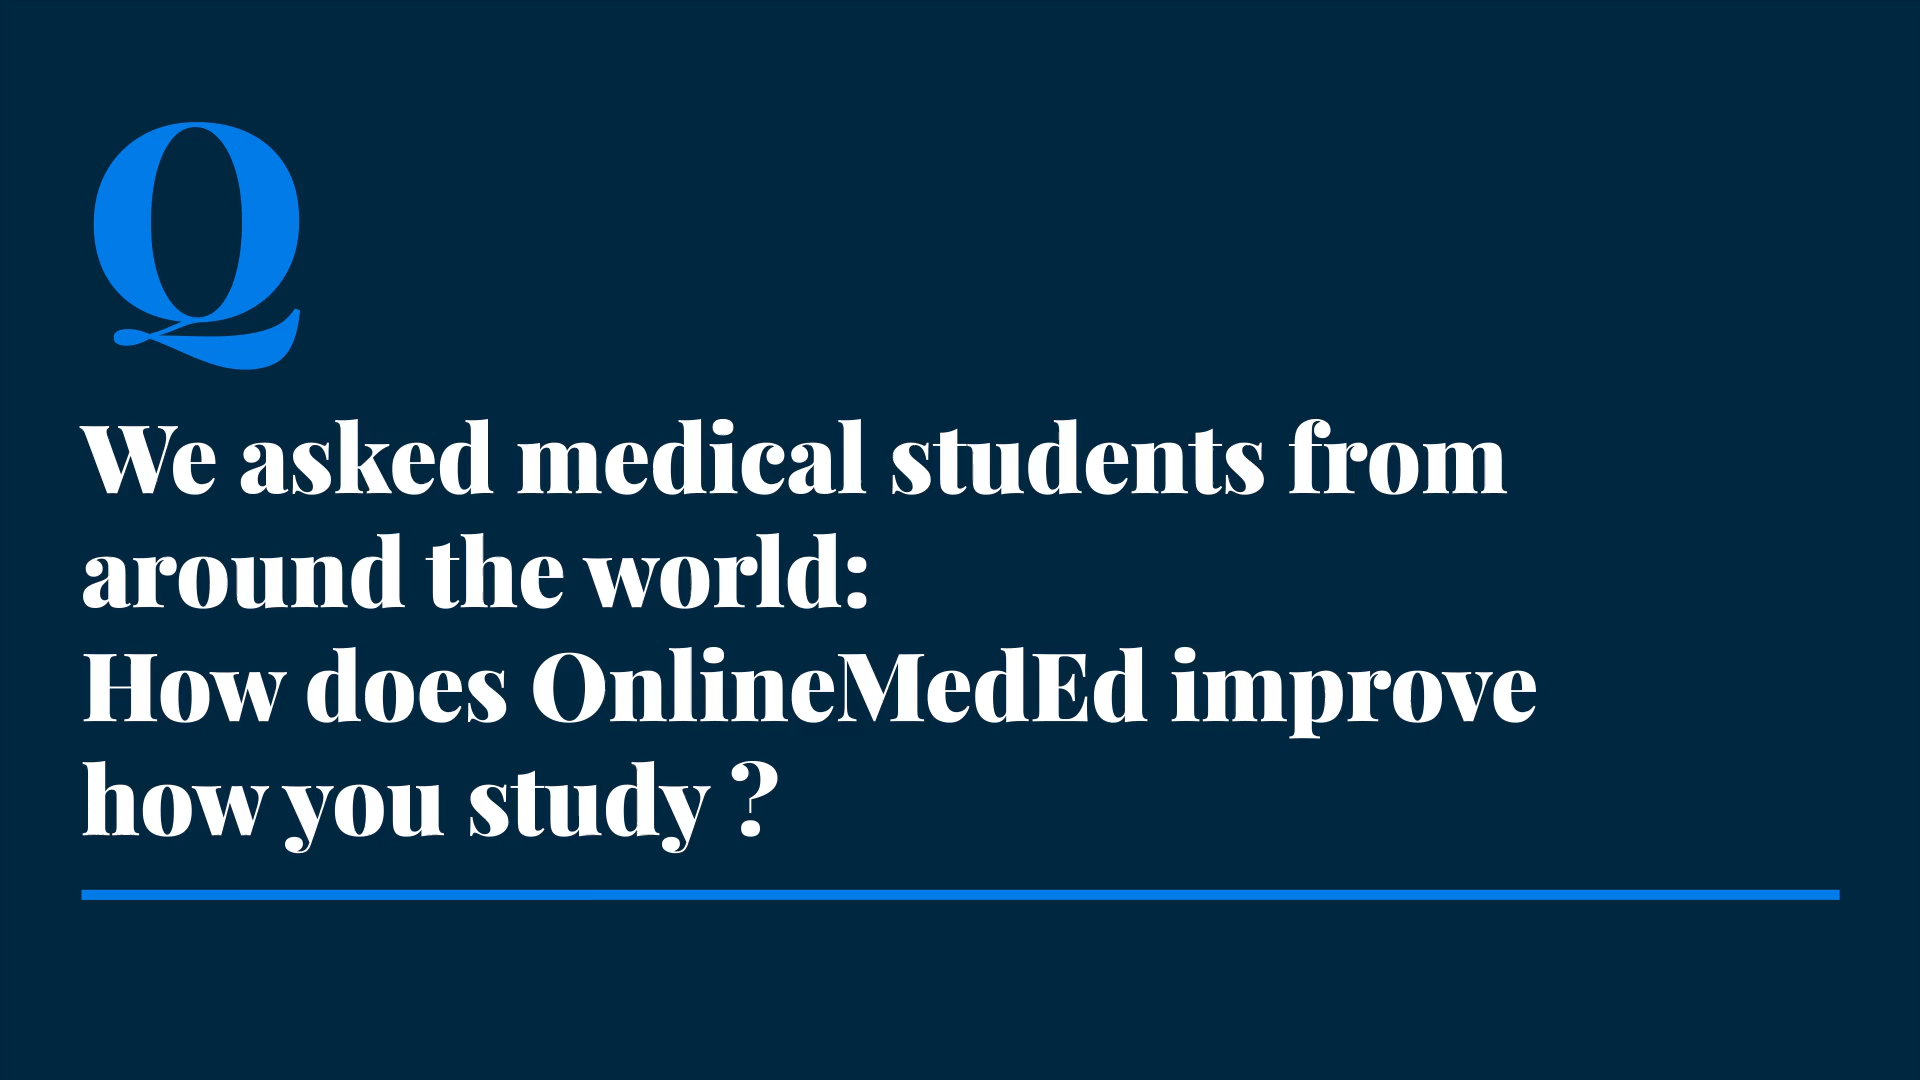 Q
We asked medical students from
around the world:
How does OnlineMedEd improve
how you study ?